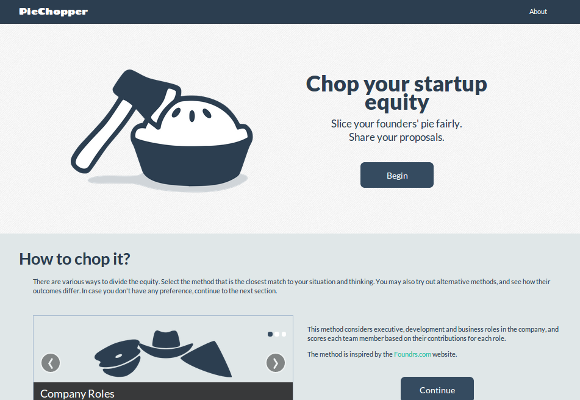 PieChopper
About
Chop your startup
equity
Slice your founders' pie fairly.
Share your proposals.
Begin
How to chop it?
There are various ways to divide the equity. Select the method that is the closest match to your situation and thinking. You may also try out alternative methods, and see how their
outcomes differ. In case you don't have any preference, continue to the next section.
This method considers executive, development and business roles in the company, and
scores each team member based on their contributions for each role.
The method is inspired by the Foundrs.com website.
Company Roles
Continue